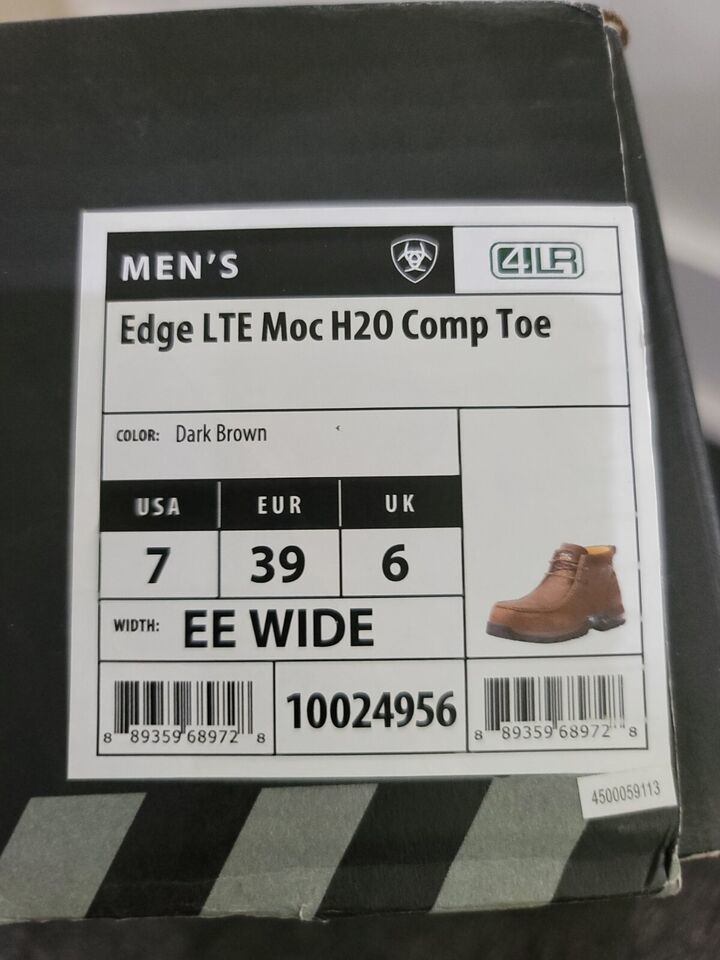 MEN'S
4LR
Edge LTE Moc H2O Comp Toe
COLOR: Dark Brown
USA EUR UK
7 39 6
WIDTH: EE WIDE
8 89359 68972 8
10024956
8 89359 68972 8
4500059113